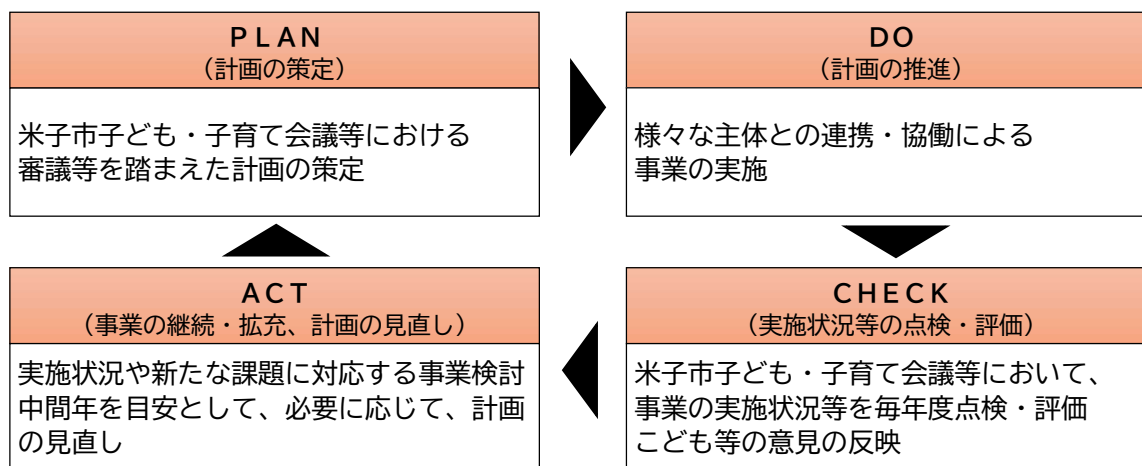 PLAN
（計画の策定）
米子市子ども・子育て会議等における
審議等を踏まえた計画の策定
DO
（計画の推進）
様々な主体との連携・協働による
事業の実施
ACT
（事業の継続・拡充、計画の見直し）
実施状況や新たな課題に対応する事業検討
中間年を目安として、必要に応じて、計画
の見直し
CHECK
（実施状況等の点検・評価）
米子市子ども・子育て会議等において、
事業の実施状況等を毎年度点検・評価
こども等の意見の反映